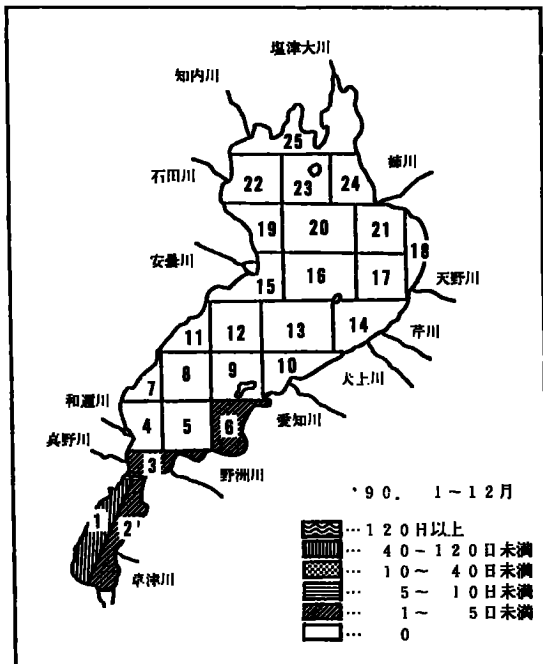 塩津大川
知内川
25
石田川
姉川
22
23
24
19
20
21
18
安曇川
15
16
17
天野川
11
12
13
14
芹川
犬上川
7
8
9
10
愛知川
和邇川
4
5
6
真野川
3
野洲川
1
2'
草津川
'90. 1~12月
…120日以上
… 40~120日未満
… 10~ 40日未満
… 5~ 10日未満
… 1~ 5日未満
… 0